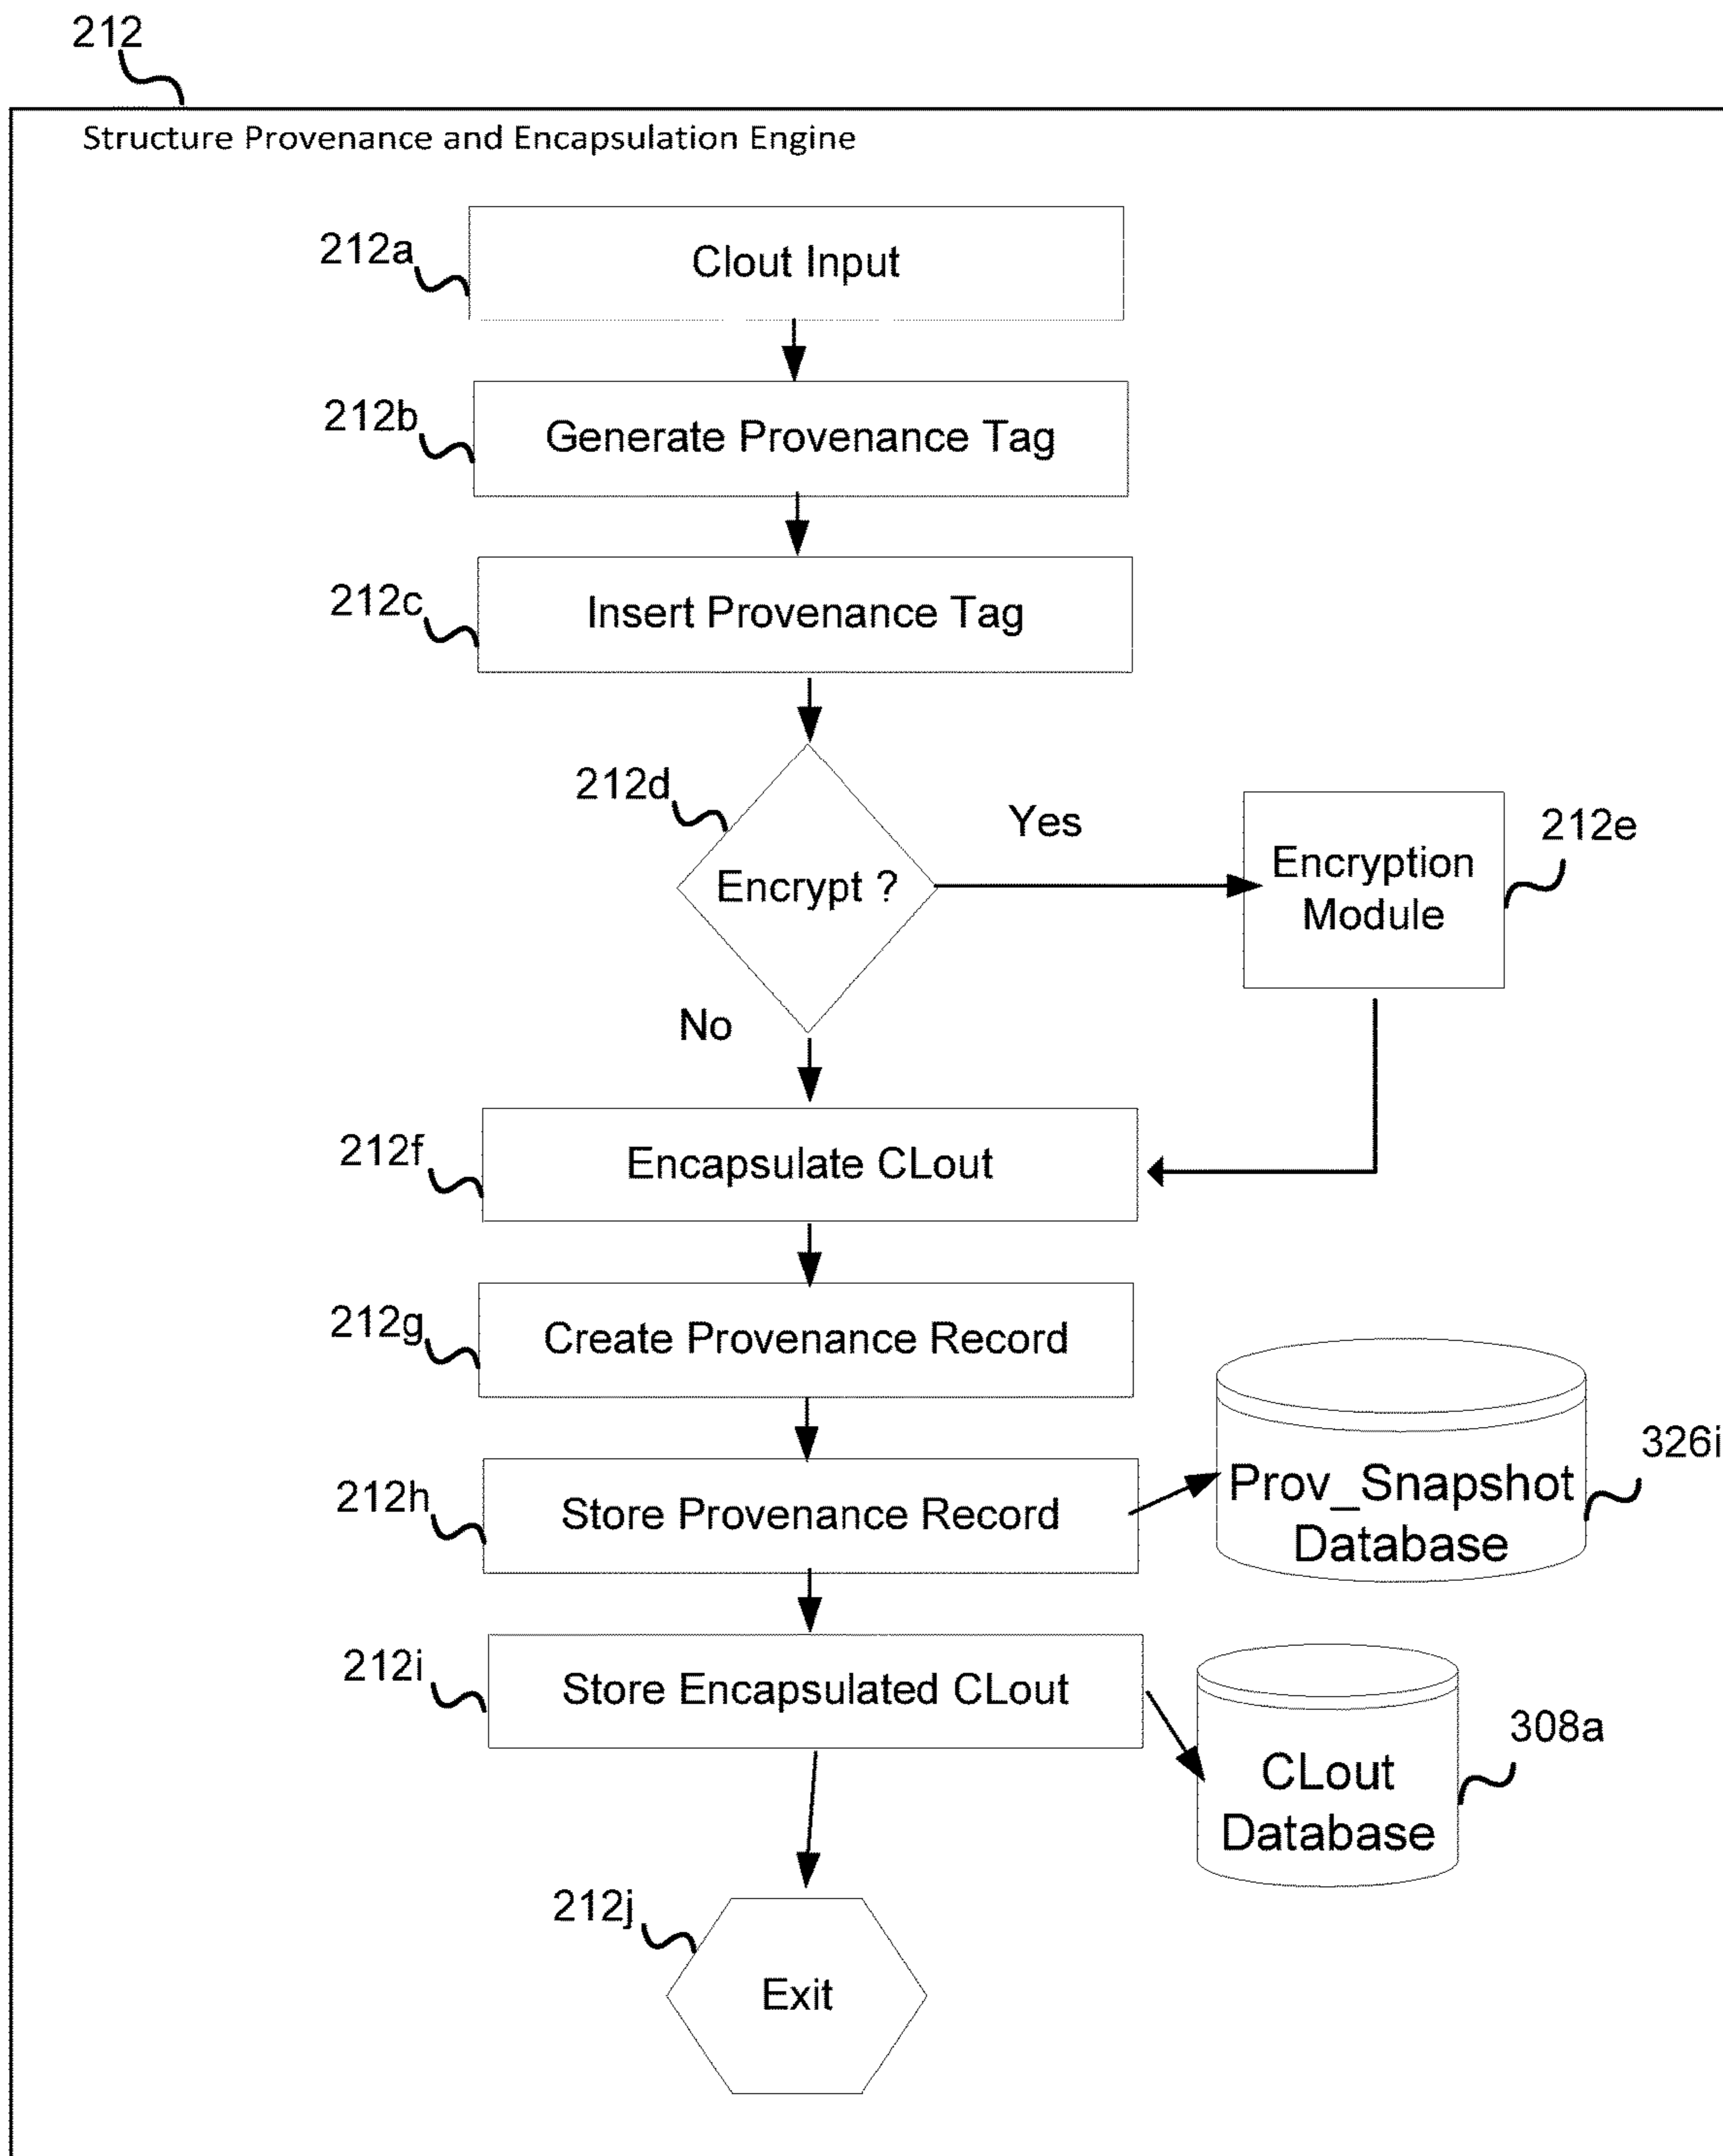 212
Structure Provenance and Encapsulation Engine
212a
Clout Input
212b
Generate Provenance Tag
212c
Insert Provenance Tag
212d
Encrypt ?
Yes
Encryption
Module
212e
No
212f
Encapsulate CLout
212g
Create Provenance Record
212h
Store Provenance Record
Prov_Snapshot
Database
326i
212i
Store Encapsulated CLout
CLout
Database
308a
212j
Exit